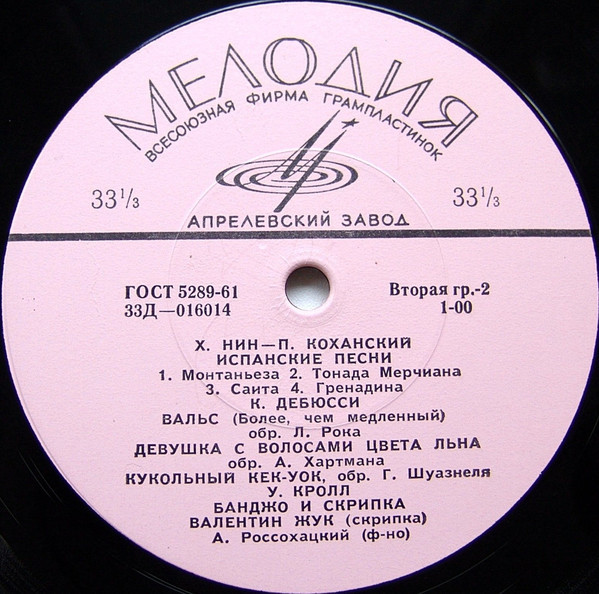 МЕЛОДИЯ
ВСЕСОЮЗНАЯ ФИРМА ГРАМПЛАСТИНОК
33⅓ 33⅓
АПРЕЛЕВСКИЙ ЗАВОД
ГОСТ 5289-61 Вторая гр.-2
33Д—016014 1-00
Х. НИН—П. КОХАНСКИЙ
ИСПАНСКИЕ ПЕСНИ
1. Монтаньеза 2. Тонада Мерчиана
3. Саита 4. Гренадина
К. ДЕБЮССИ
ВАЛЬС (Более, чем медленный)
обр. Л. Рока
ДЕВУШКА С ВОЛОСАМИ ЦВЕТА ЛЬНА
обр. А. Хартмана
КУКОЛЬНЫЙ КЕК-УОК, обр. Г. Шуазнеля
У. КРОЛЛ
БАНДЖО И СКРИПКА
ВАЛЕНТИН ЖУК (скрипка)
А. Россохацкий (ф-но)